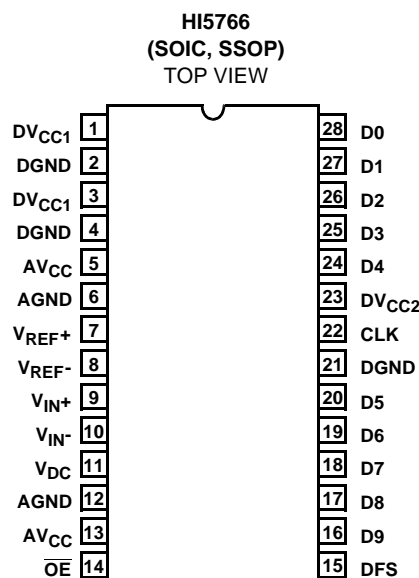 HI5766
(SOIC, SSOP)
TOP VIEW
DVCC1 1 28 D0
DGND 2 27 D1
DVCC1 3 26 D2
DGND 4 25 D3
AVCC 5 24 D4
AGND 6 23 DVCC2
VREF+ 7 22 CLK
VREF- 8 21 DGND
VIN+ 9 20 D5
VIN- 10 19 D6
VDC 11 18 D7
AGND 12 17 D8
AVCC 13 16 D9
OE 14 15 DFS